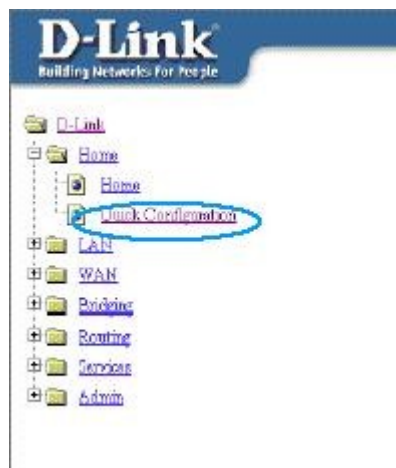 D-Link
Building Networks for People
D-Link
Home
Home
Quick Configuration
LAN
WAN
Bridging
Routing
Services
Admin